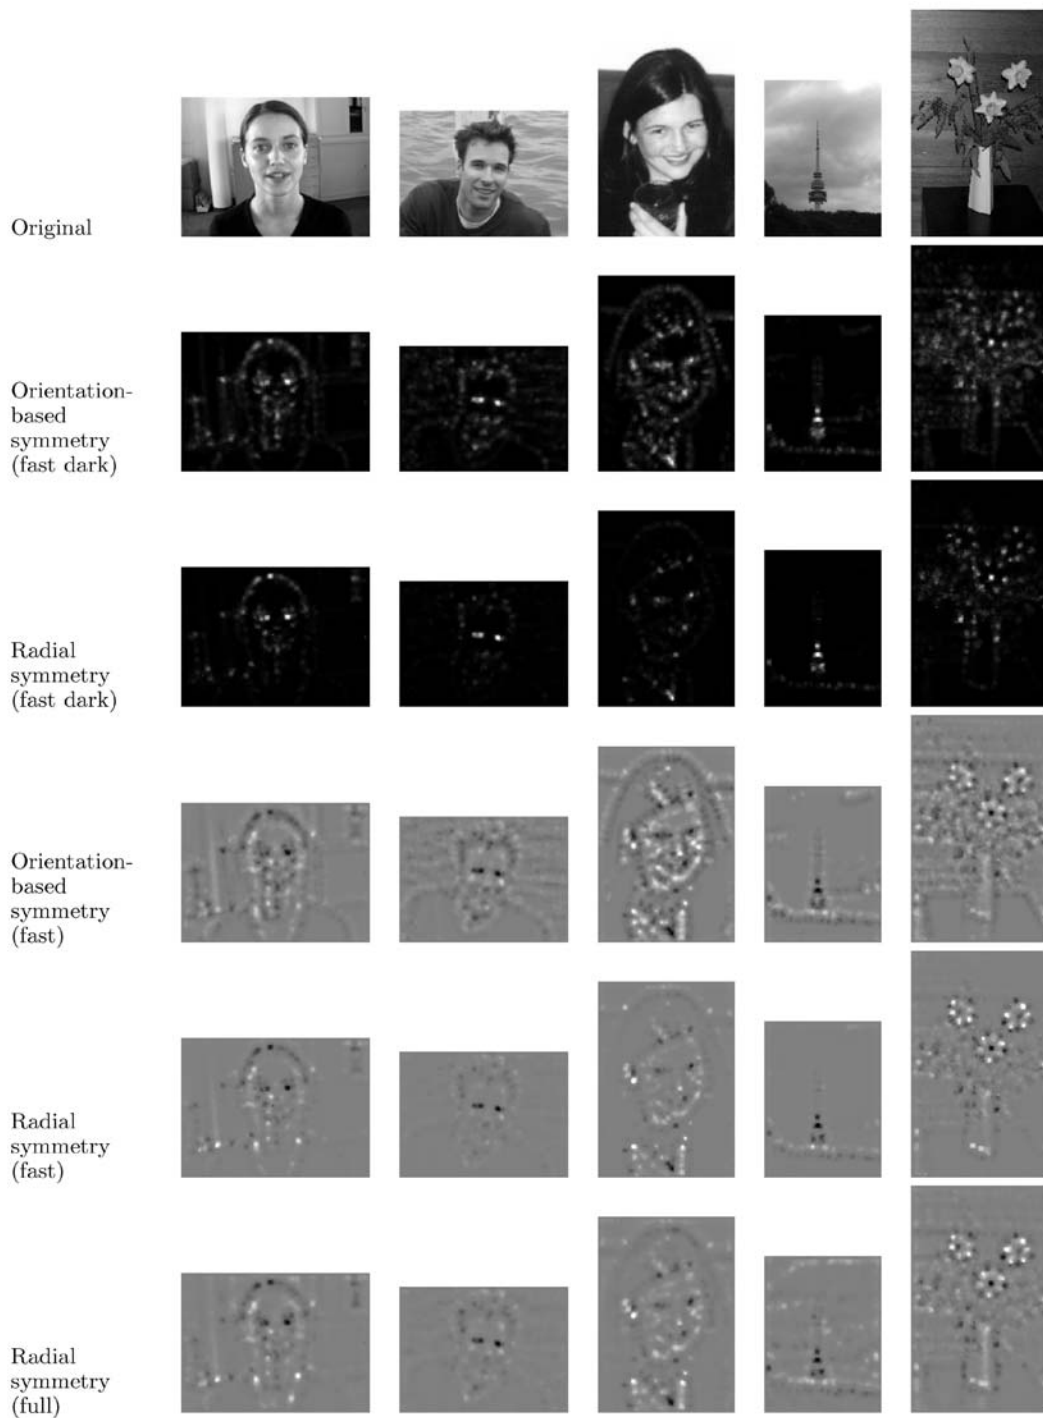 Original
Orientation-
based
symmetry
(fast dark)
Radial
symmetry
(fast dark)
Orientation-
based
symmetry
(fast)
Radial
symmetry
(fast)
Radial
symmetry
(full)